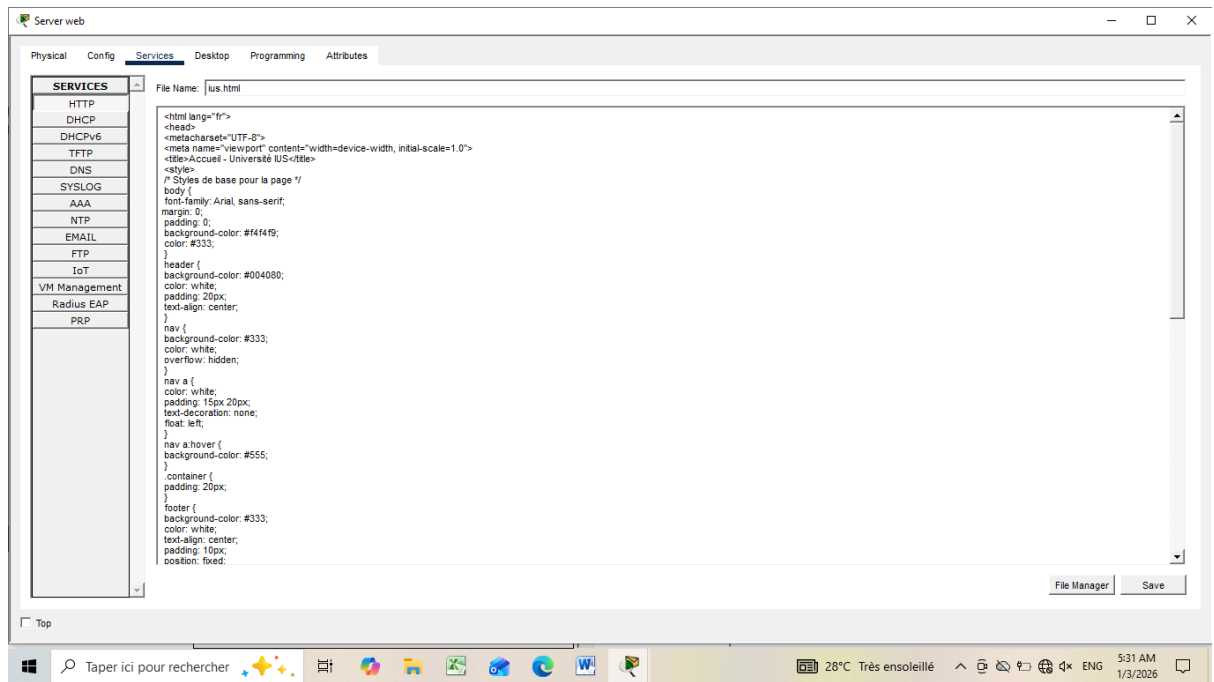 Server web
Physical Config Services Desktop Programming Attributes
SERVICES
HTTP
DHCP
DHCPv6
TFTP
DNS
SYSLOG
AAA
NTP
EMAIL
FTP
IoT
VM Management
Radius EAP
PRP
File Name: ius.html
<html lang="fr">
<head>
<metacharset="UTF-8">
<meta name="viewport" content="width=device-width, initial-scale=1.0">
<title>Accueil - Université IUS</title>
<style>
/* Styles de base pour la page */
body {
font-family: Arial, sans-serif;
margin: 0;
padding: 0;
background-color: #f4f4f9;
color: #333;
}
header {
background-color: #004080;
color: white;
padding: 20px;
text-align: center;
}
nav {
background-color: #333;
color: white;
overflow: hidden;
}
nav a {
color: white;
padding: 15px 20px;
text-decoration: none;
float: left;
}
nav a:hover {
background-color: #555;
}
.container {
padding: 20px;
}
footer {
background-color: #333;
color: white;
text-align: center;
padding: 10px;
position: fixed;
File Manager Save
Top
Taper ici pour rechercher
28°C Très ensoleillé ENG
5:31 AM
1/3/2026